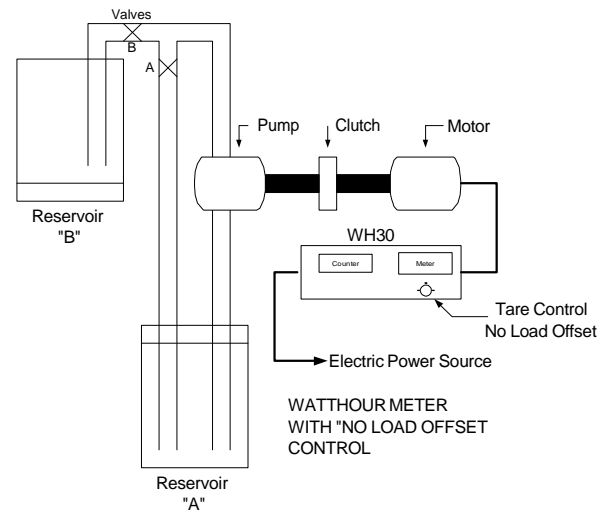 Valves
B
A
Pump
Clutch
Motor
Reservoir
"B"
WH30
Counter
Meter
Tare Control
No Load Offset
Electric Power Source
WATTHOUR METER
WITH "NO LOAD OFFSET
CONTROL
Reservoir
"A"